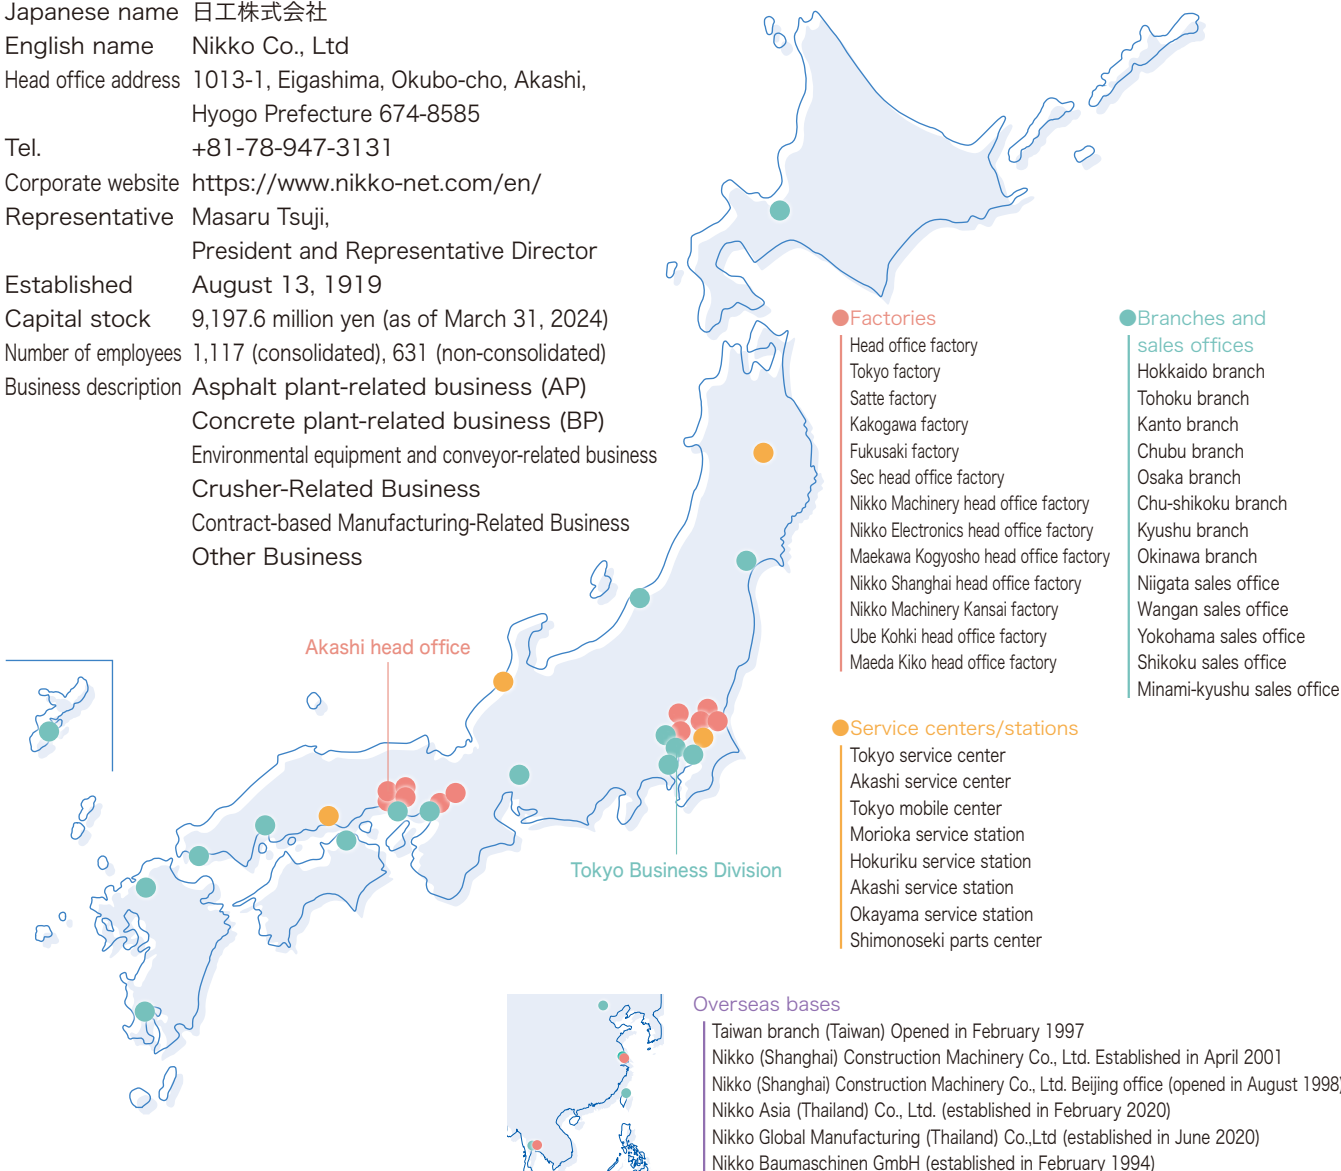 Japanese name 日工株式会社
English name Nikko Co., Ltd
Head office address 1013-1, Eigashima, Okubo-cho, Akashi,
Hyogo Prefecture 674-8585
Tel. +81-78-947-3131
Corporate website https://www.nikko-net.com/en/
Representative Masaru Tsuji,
President and Representative Director
Established August 13, 1919
Capital stock 9,197.6 million yen (as of March 31, 2024)
Number of employees 1,117 (consolidated), 631 (non-consolidated)
Business description Asphalt plant-related business (AP)
Concrete plant-related business (BP)
Environmental equipment and conveyor-related business
Crusher-Related Business
Contract-based Manufacturing-Related Business
Other Business
Akashi head office
Tokyo Business Division
Factories
Head office factory
Tokyo factory
Satte factory
Kakogawa factory
Fukusaki factory
Sec head office factory
Nikko Machinery head office factory
Nikko Electronics head office factory
Maekawa Kogyosho head office factory
Nikko Shanghai head office factory
Nikko Machinery Kansai factory
Ube Kohki head office factory
Maeda Kiko head office factory
Branches and
sales offices
Hokkaido branch
Tohoku branch
Kanto branch
Chubu branch
Osaka branch
Chu-shikoku branch
Kyushu branch
Okinawa branch
Niigata sales office
Wangan sales office
Yokohama sales office
Shikoku sales office
Minami-kyushu sales office
Service centers/stations
Tokyo service center
Akashi service center
Tokyo mobile center
Morioka service station
Hokuriku service station
Akashi service station
Okayama service station
Shimonoseki parts center
Overseas bases
Taiwan branch (Taiwan) Opened in February 1997
Nikko (Shanghai) Construction Machinery Co., Ltd. Established in April 2001
Nikko (Shanghai) Construction Machinery Co., Ltd. Beijing office (opened in August 1998)
Nikko Asia (Thailand) Co., Ltd. (established in February 2020)
Nikko Global Manufacturing (Thailand) Co.,Ltd (established in June 2020)
Nikko Baumaschinen GmbH (established in February 1994)